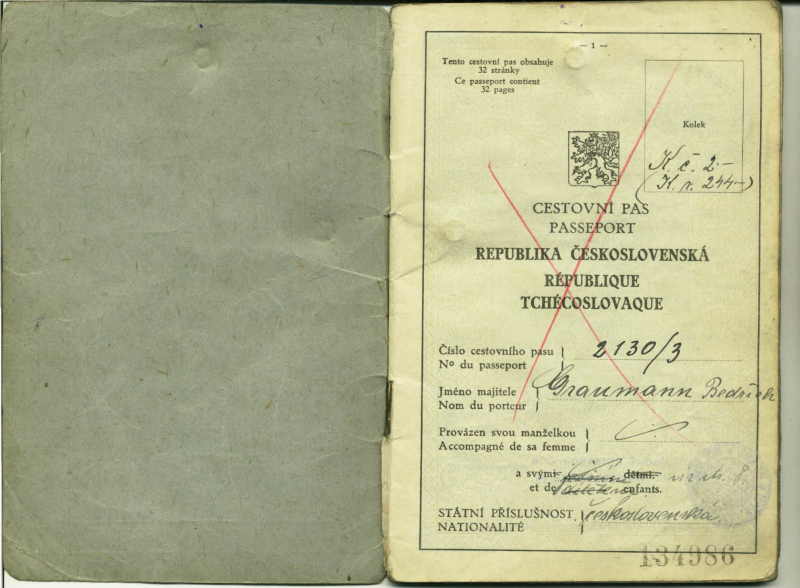 — 1 —
Tento cestovní pas obsahuje
32 stránky
Ce passeport contient
32 pages
Kolek
K. č. 2.—
(K. r. 244—)
CESTOVNÍ PAS
PASSEPORT
REPUBLIKA ČESKOSLOVENSKÁ
RÉPUBLIQUE
TCHÉCOSLOVAQUE
Číslo cestovního pasu
Nº du passeport
2130/3
Jméno majitele
Nom du porteur
Graumann Bedřich
Provázen svou manželkou
Accompagné de sa femme
a svými dětmi.
et de enfants.
STÁTNÍ PŘÍSLUŠNOST
NATIONALITÉ
československá
134986